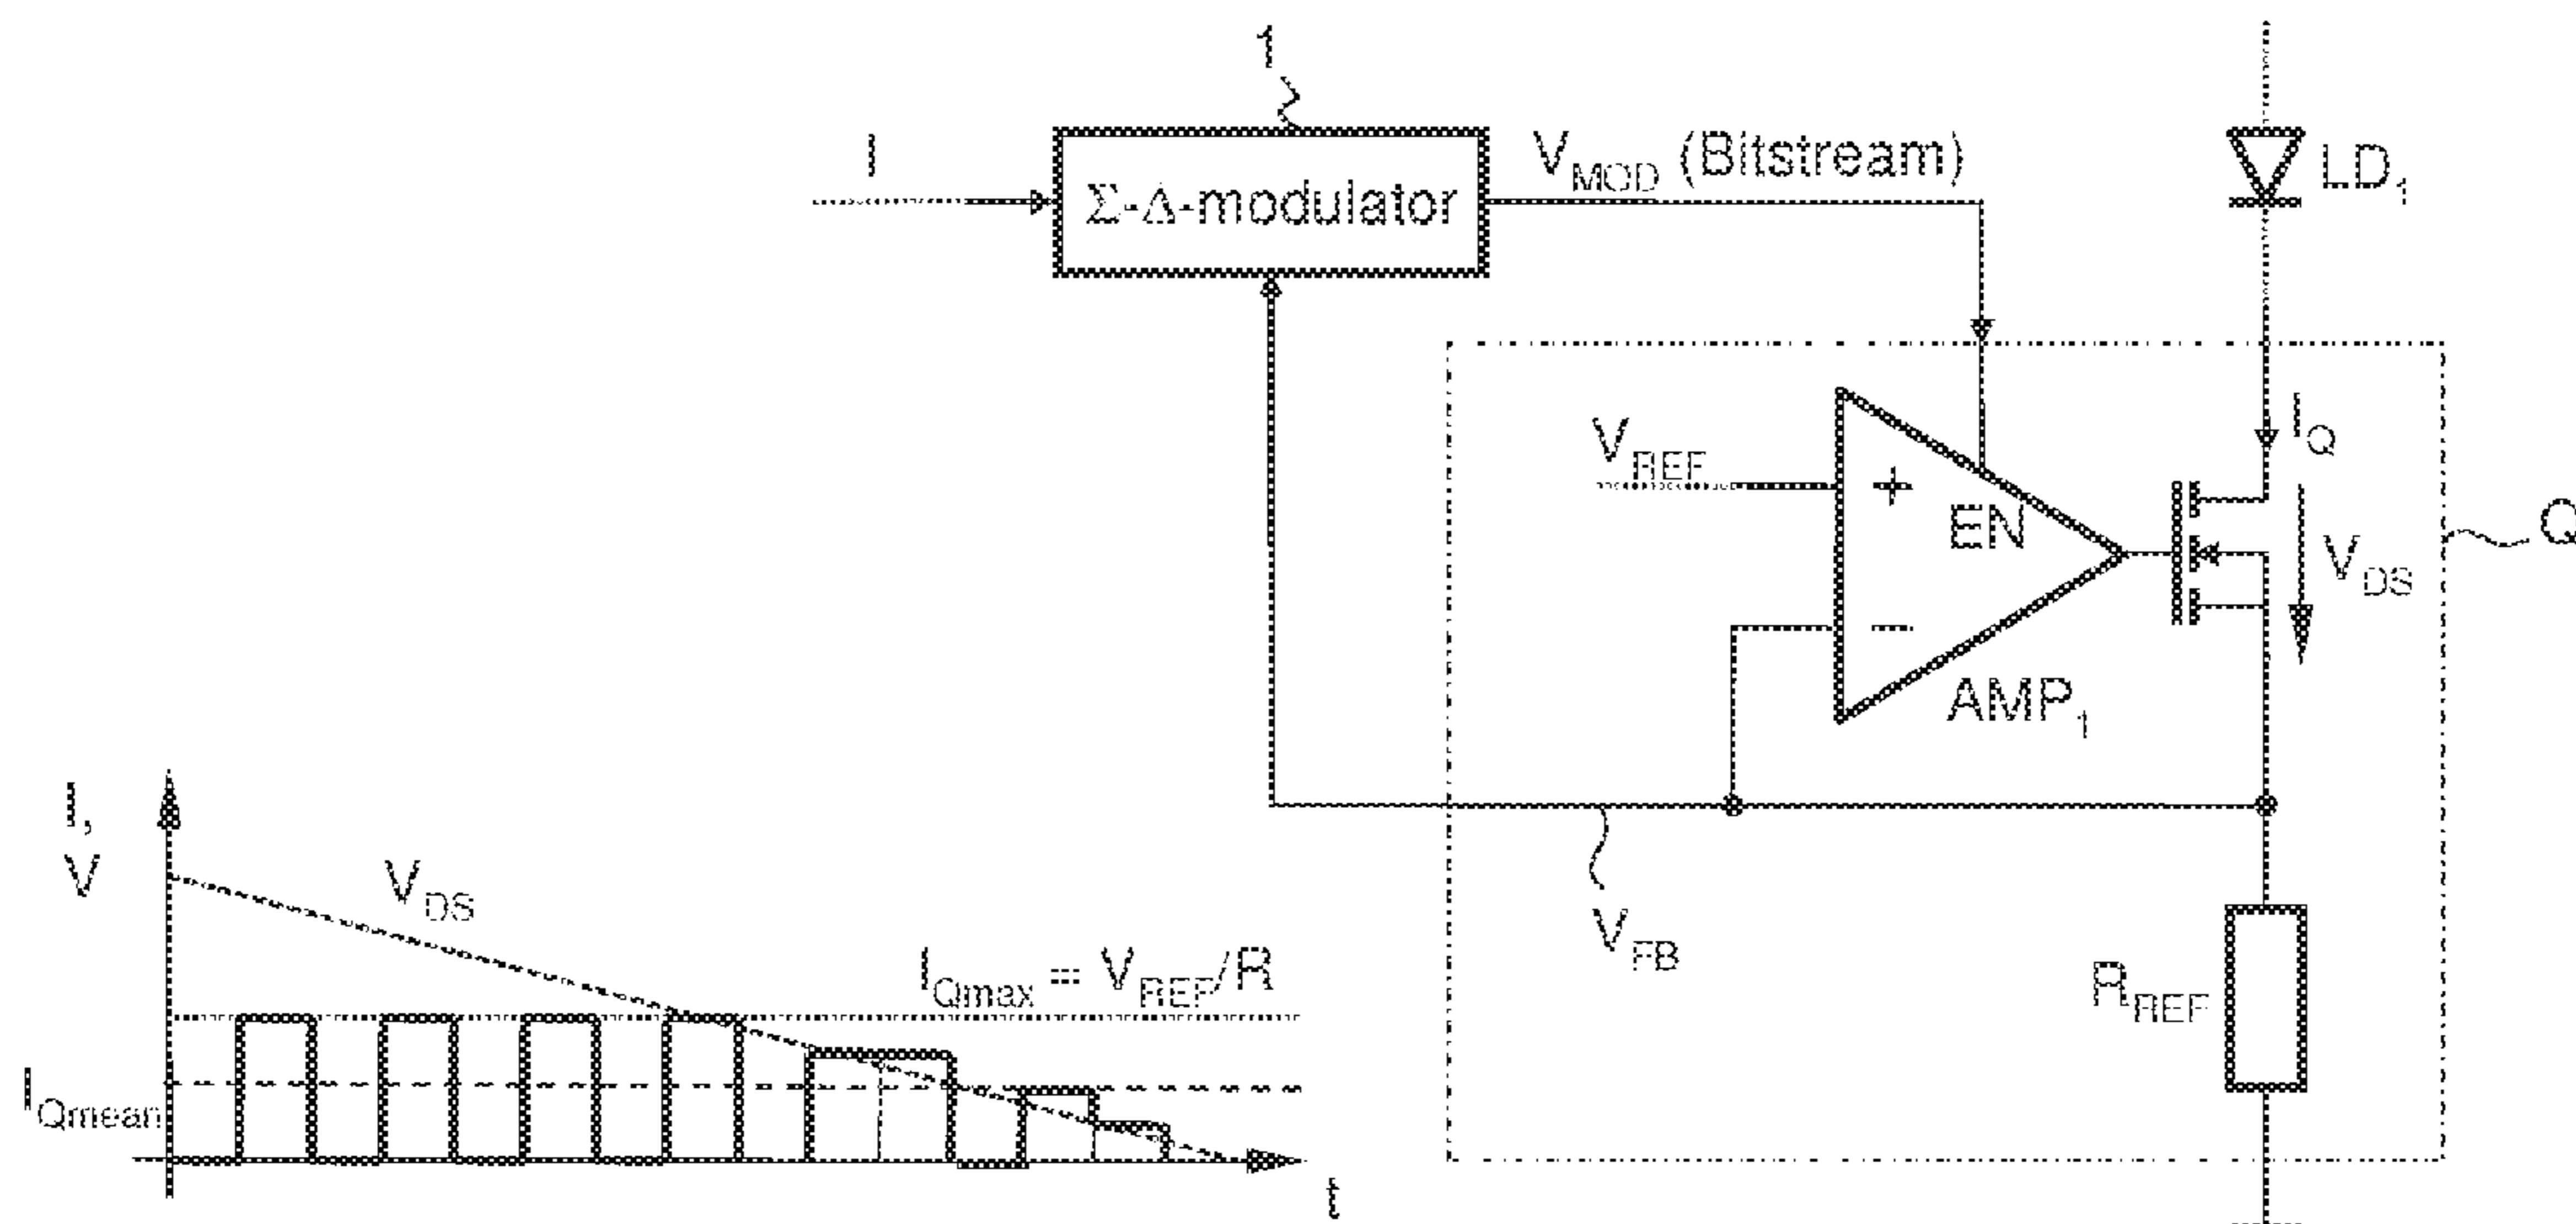 1
I
Σ-Δ-modulator
V_MOD (Bitstream)
LD_1
I_Q
V_REF
+
EN
−
AMP_1
V_DS
Q
V_FB
R_REF
I,
V
V_DS
I_Qmax = V_REF/R
I_Qmean
t